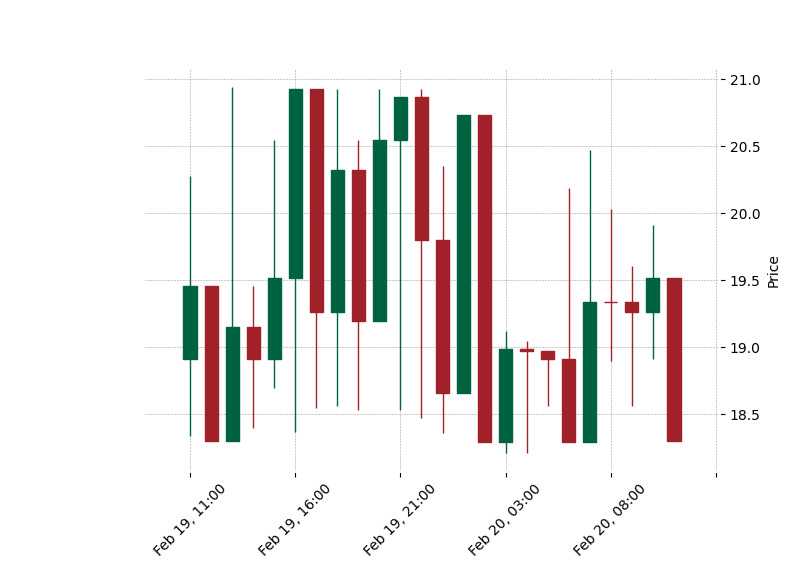 21.0
20.5
20.0
19.5
19.0
18.5
Price
Feb 19, 11:00
Feb 19, 16:00
Feb 19, 21:00
Feb 20, 03:00
Feb 20, 08:00